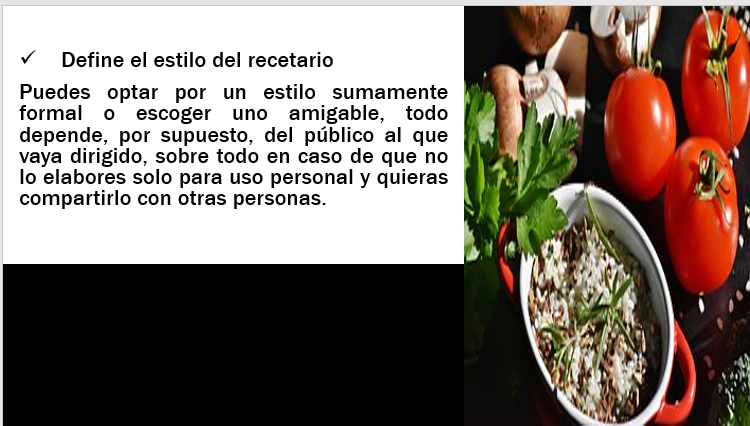 ✓ Define el estilo del recetario
Puedes optar por un estilo sumamente
formal o escoger uno amigable, todo
depende, por supuesto, del público al que
vaya dirigido, sobre todo en caso de que no
lo elabores solo para uso personal y quieras
compartirlo con otras personas.